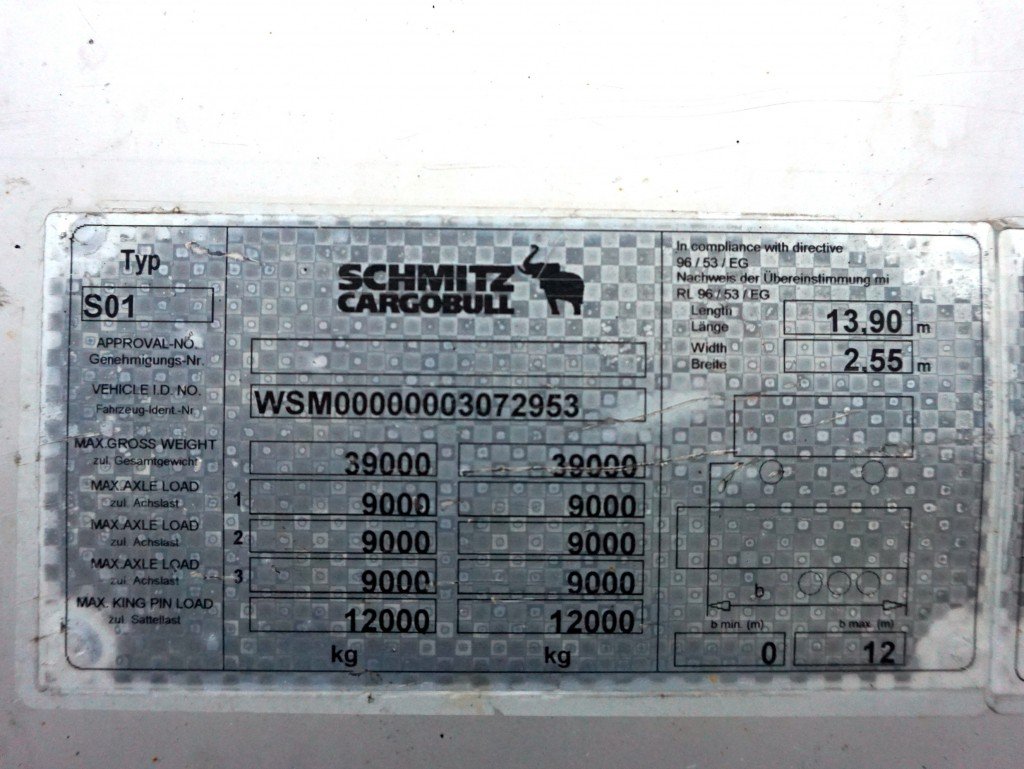 Typ
S01
SCHMITZ
CARGOBULL
In compliance with directive
96 / 53 / EG
Nachweis der Übereinstimmung mi
RL 96 / 53 / EG
Length
Länge
13,90 m
Width
Breite
2,55 m
APPROVAL-NO.
Genehmigungs-Nr.
VEHICLE I.D. NO.
Fahrzeug-Ident.-Nr
WSM00000003072953
MAX.GROSS WEIGHT
zul. Gesamtgewicht
39000 39000
MAX.AXLE LOAD
zul. Achslast
1 9000 9000
MAX.AXLE LOAD
zul. Achslast
2 9000 9000
MAX.AXLE LOAD
zul. Achslast
3 9000 9000
MAX. KING PIN LOAD
zul. Sattellast
12000 12000
kg kg
b
b min. (m) b max. (m)
0 12